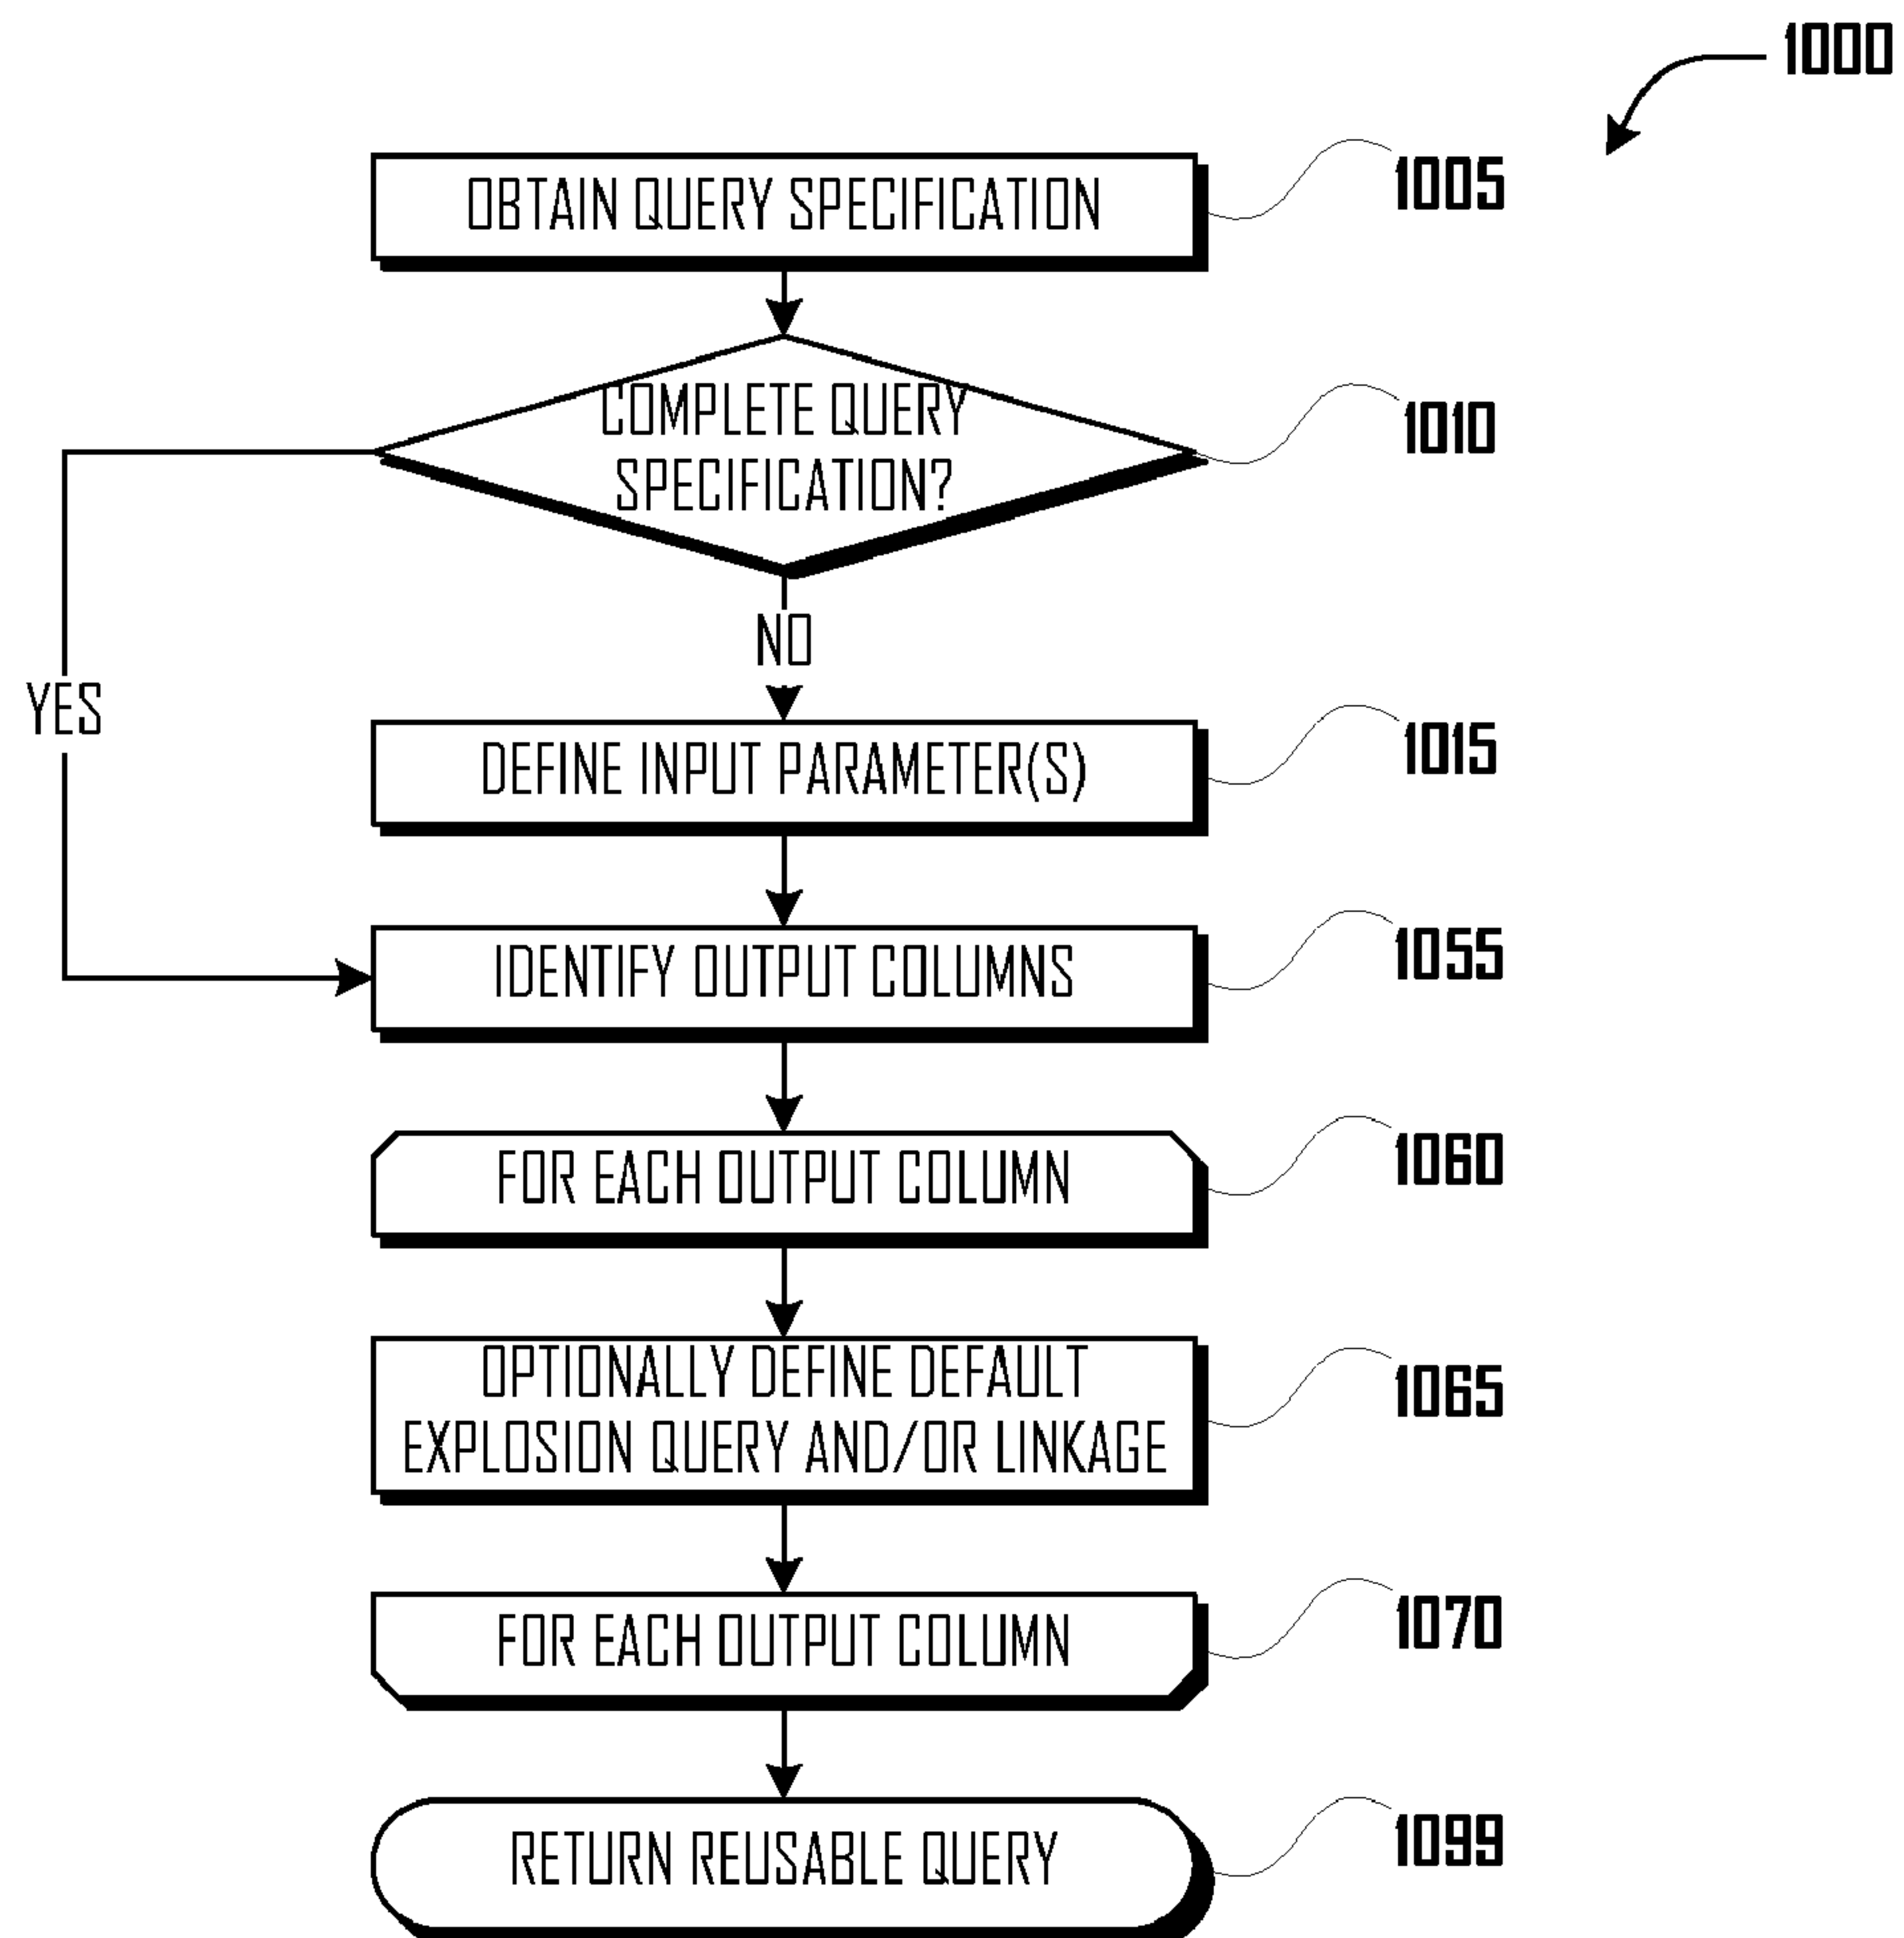 1000
OBTAIN QUERY SPECIFICATION
1005
COMPLETE QUERY
SPECIFICATION?
1010
NO
YES
DEFINE INPUT PARAMETER(S)
1015
IDENTIFY OUTPUT COLUMNS
1055
FOR EACH OUTPUT COLUMN
1060
OPTIONALLY DEFINE DEFAULT
EXPLOSION QUERY AND/OR LINKAGE
1065
FOR EACH OUTPUT COLUMN
1070
RETURN REUSABLE QUERY
1099